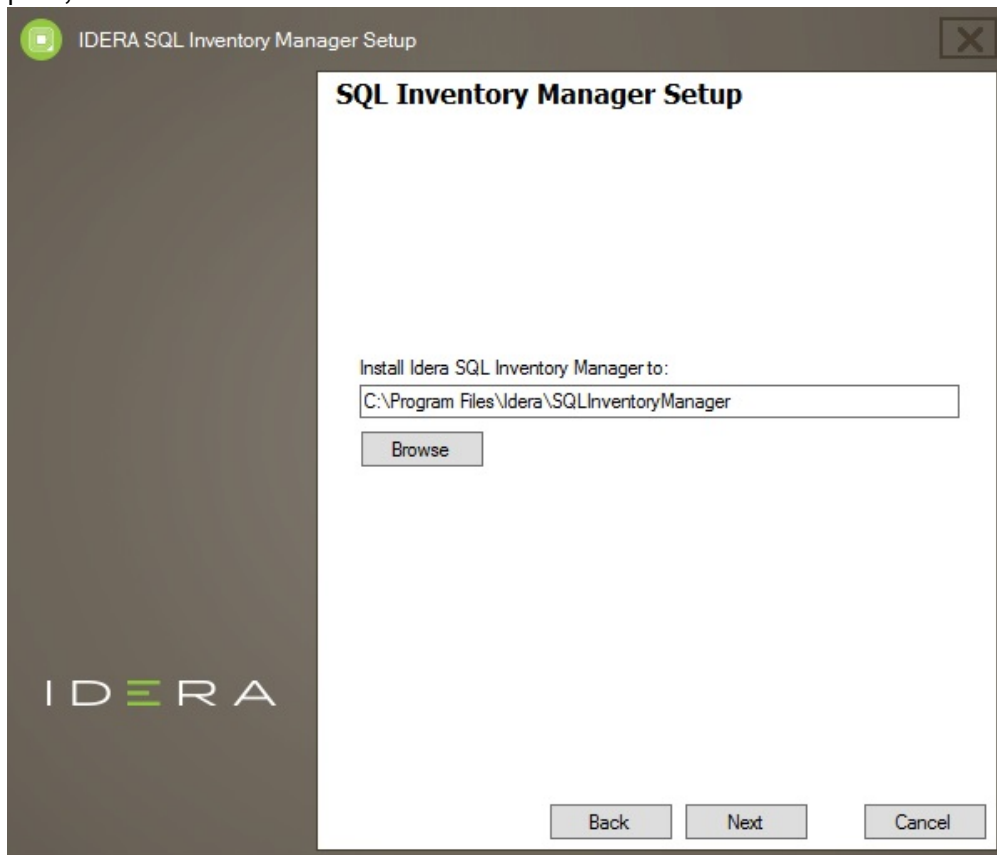 IDERA SQL Inventory Manager Setup
SQL Inventory Manager Setup
Install Idera SQL Inventory Manager to:
C:\Program Files\Idera\SQLInventoryManager
Browse
IDERA
Back Next Cancel